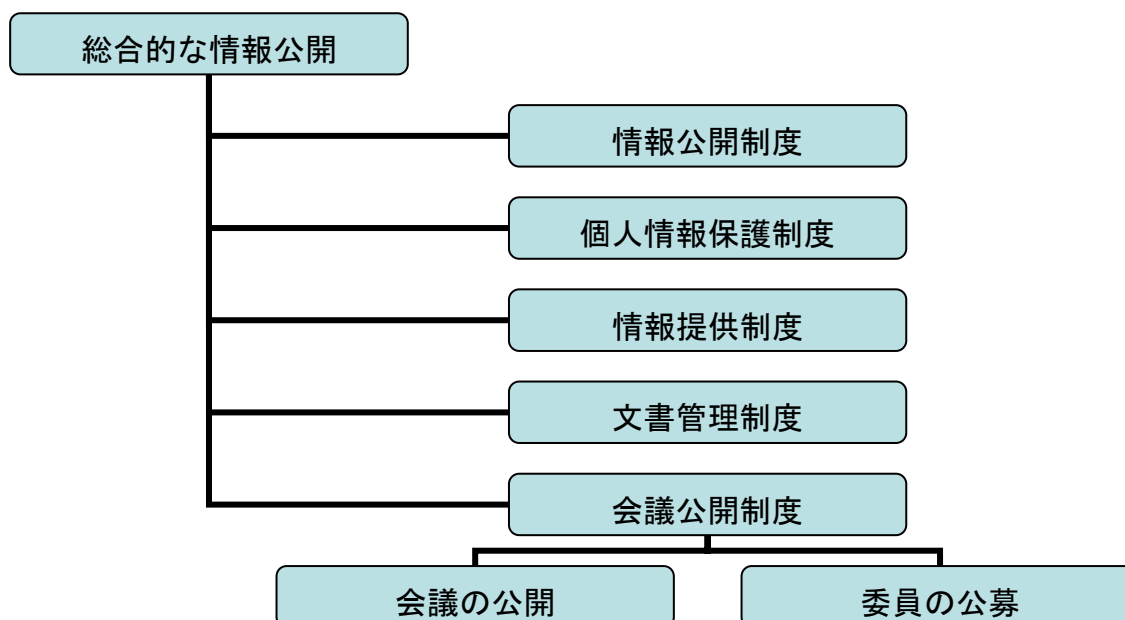 総合的な情報公開
情報公開制度
個人情報保護制度
情報提供制度
文書管理制度
会議公開制度
会議の公開
委員の公募